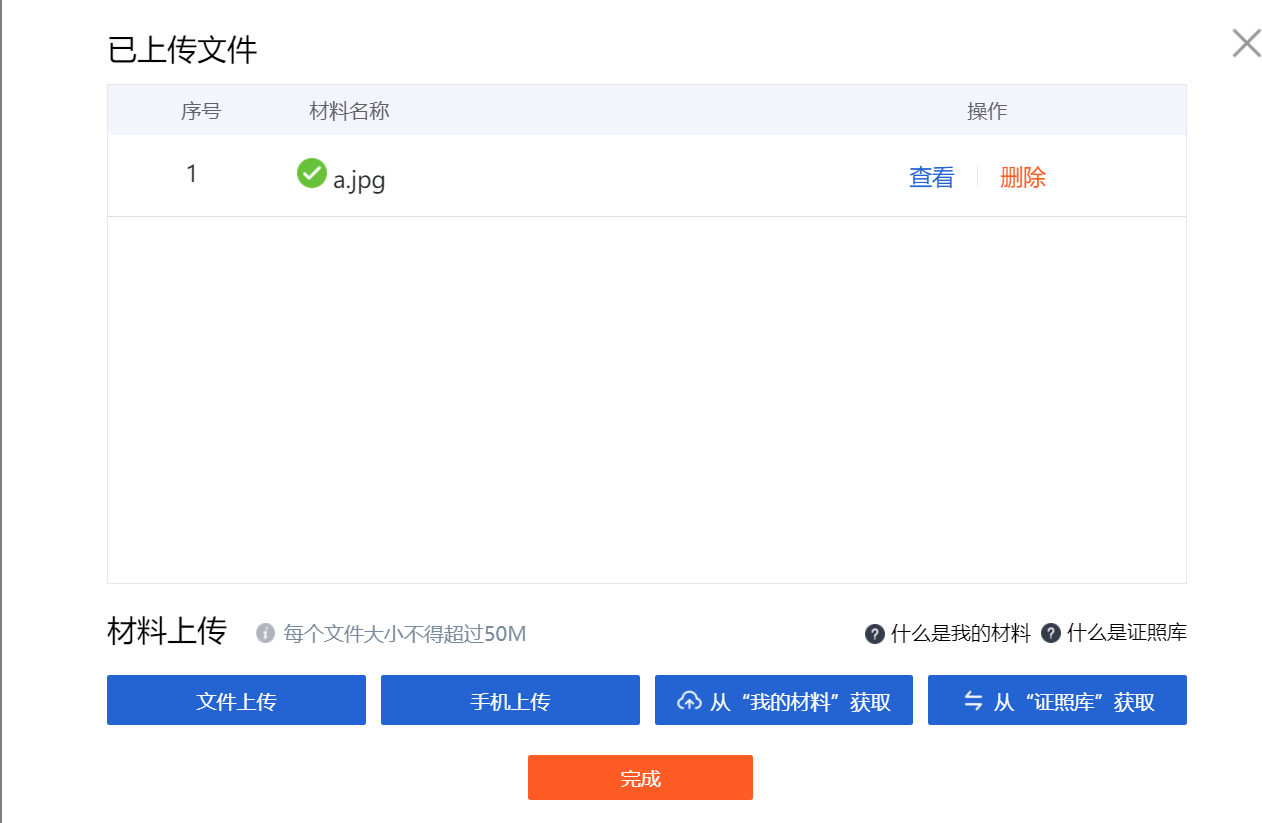 已上传文件
序号 材料名称 操作
1 a.jpg 查看 删除
材料上传 每个文件大小不得超过50M 什么是我的材料 什么是证照库
文件上传 手机上传 从“我的材料”获取 从“证照库”获取
完成